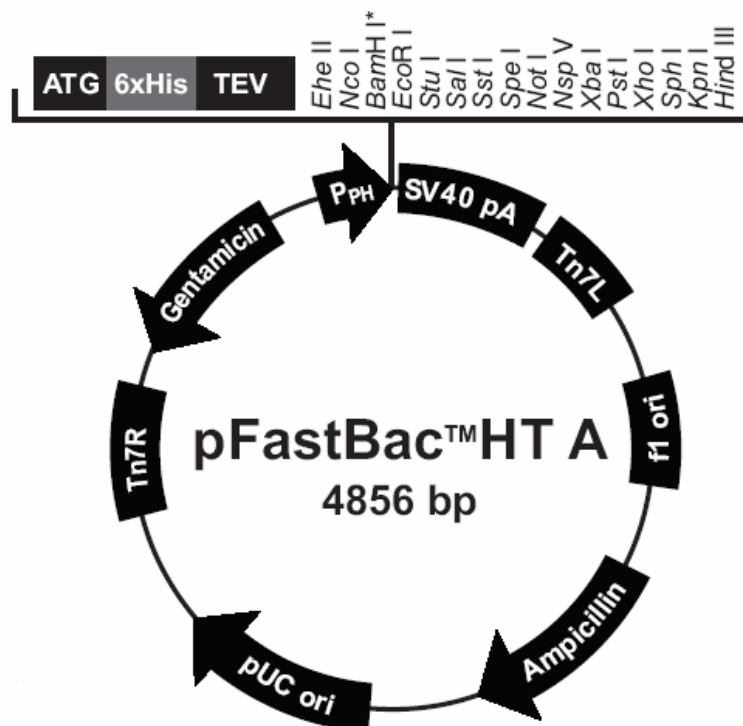 ATG 6xHis TEV
Ehe II
Nco I
BamH I*
EcoR I
Stu I
Sal I
Sst I
Spe I
Not I
Nsp V
Xba I
Pst I
Xho I
Sph I
Kpn I
Hind III
PPH
SV40 pA
Tn7L
f1 ori
Ampicillin
pUC ori
Tn7R
Gentamicin
pFastBac™HT A
4856 bp